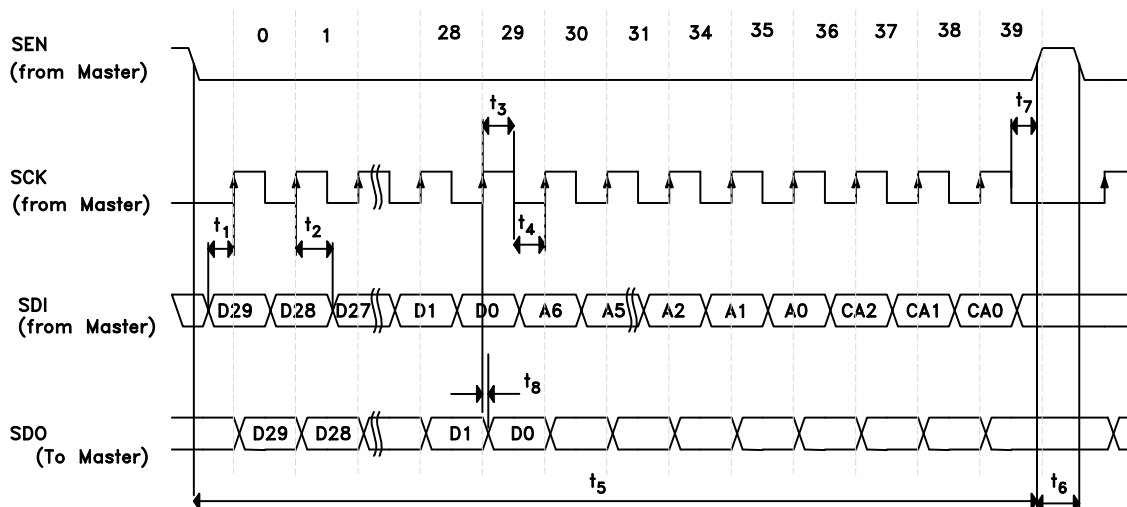 0 1 28 29 30 31 34 35 36 37 38 39
SEN
(from Master)
t3
t7
SCK
(from Master)
t1
t2
t4
SDI
(from Master)
D29 D28 D27 D1 D0 A6 A5 A2 A1 A0 CA2 CA1 CA0
t8
SDO
(To Master)
D29 D28 D1 D0
t5
t6